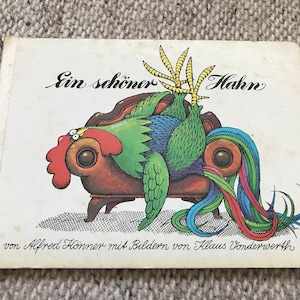 Ein schöner Hahn
von Alfred Könner mit Bildern von Klaus Vonderwerth